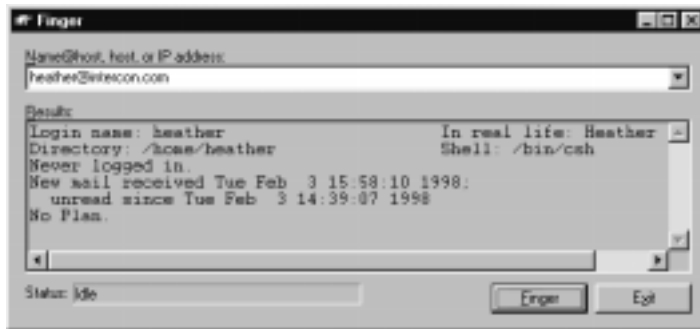 Finger
Name@host, host, or IP address:
heather@intercon.com
Results:
Login name: heather In real life: Heather
Directory: /home/heather Shell: /bin/csh
Never logged in.
New mail received Tue Feb 3 15:58:10 1998;
unread since Tue Feb 3 14:39:07 1998
No Plan.
Status: Idle
Finger
Exit